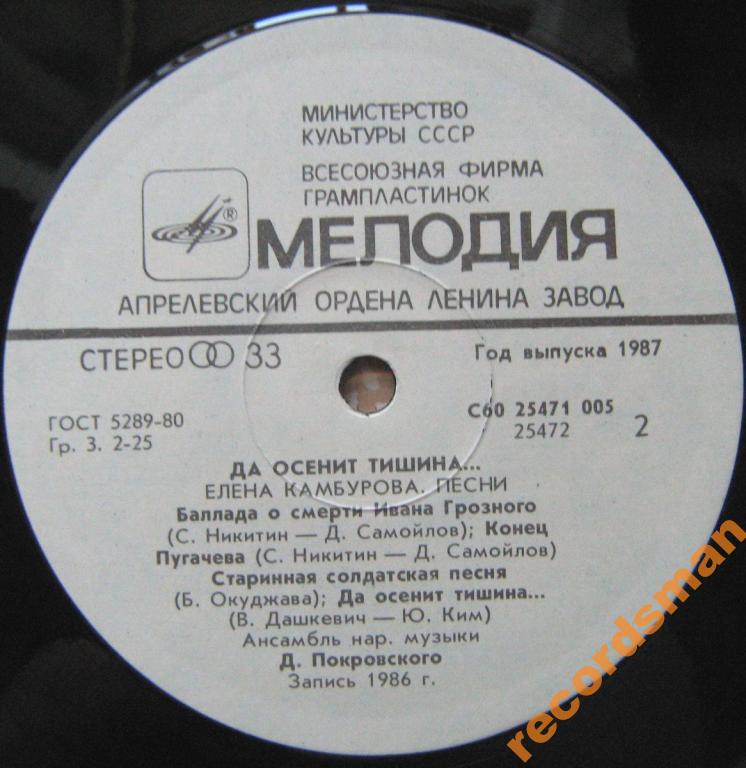 МИНИСТЕРСТВО
КУЛЬТУРЫ СССР
ВСЕСОЮЗНАЯ ФИРМА
ГРАМПЛАСТИНОК
®
МЕЛОДИЯ
АПРЕЛЕВСКИЙ ОРДЕНА ЛЕНИНА ЗАВОД
СТЕРЕО 33
Год выпуска 1987
ГОСТ 5289-80
Гр. 3. 2-25
С60 25471 005
25472
2
ДА ОСЕНИТ ТИШИНА...
ЕЛЕНА КАМБУРОВА. ПЕСНИ
Баллада о смерти Ивана Грозного
(С. Никитин — Д. Самойлов); Конец
Пугачева (С. Никитин — Д. Самойлов)
Старинная солдатская песня
(Б. Окуджава); Да осенит тишина...
(В. Дашкевич — Ю. Ким)
Ансамбль нар. музыки
Д. Покровского
Запись 1986 г.
recordsman